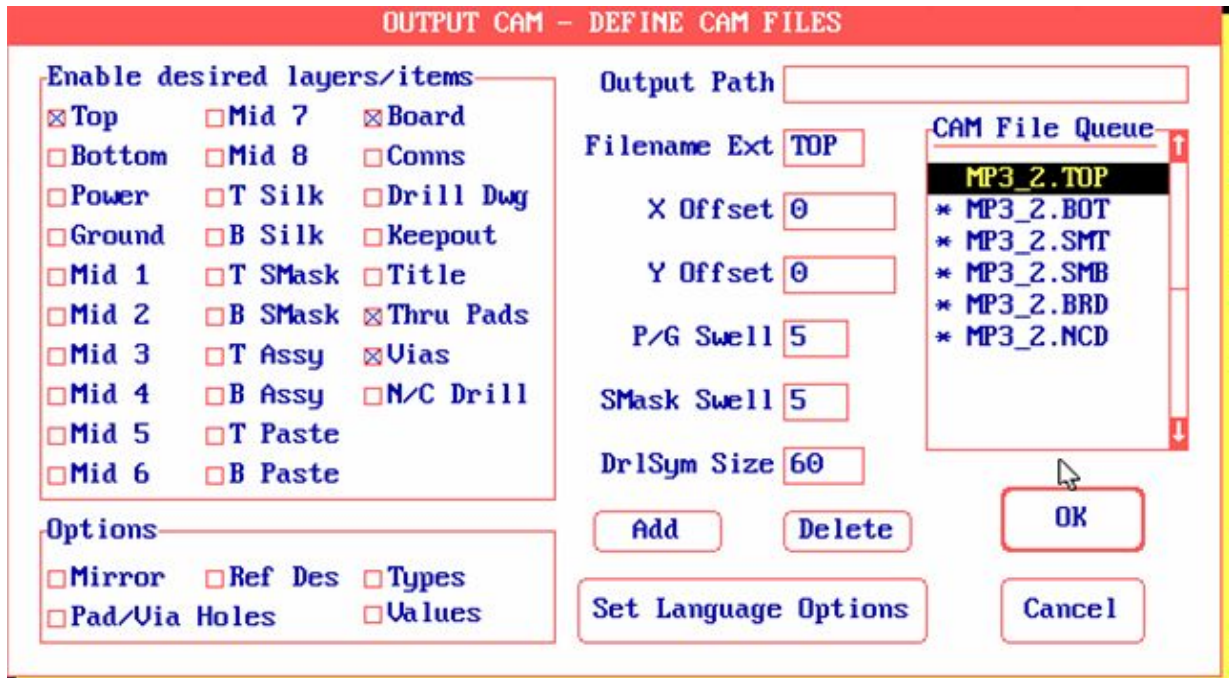 OUTPUT CAM - DEFINE CAM FILES
Enable desired layers/items
Top Mid 7 Board
Bottom Mid 8 Conns
Power T Silk Drill Dwg
Ground B Silk Keepout
Mid 1 T SMask Title
Mid 2 B SMask Thru Pads
Mid 3 T Assy Vias
Mid 4 B Assy N/C Drill
Mid 5 T Paste
Mid 6 B Paste
Options
Mirror Ref Des Types
Pad/Via Holes Values
Output Path
Filename Ext TOP
X Offset 0
Y Offset 0
P/G Swell 5
SMask Swell 5
DrlSym Size 60
Add Delete
Set Language Options
CAM File Queue
MP3_2.TOP
* MP3_2.BOT
* MP3_2.SMT
* MP3_2.SMB
* MP3_2.BRD
* MP3_2.NCD
OK
Cancel